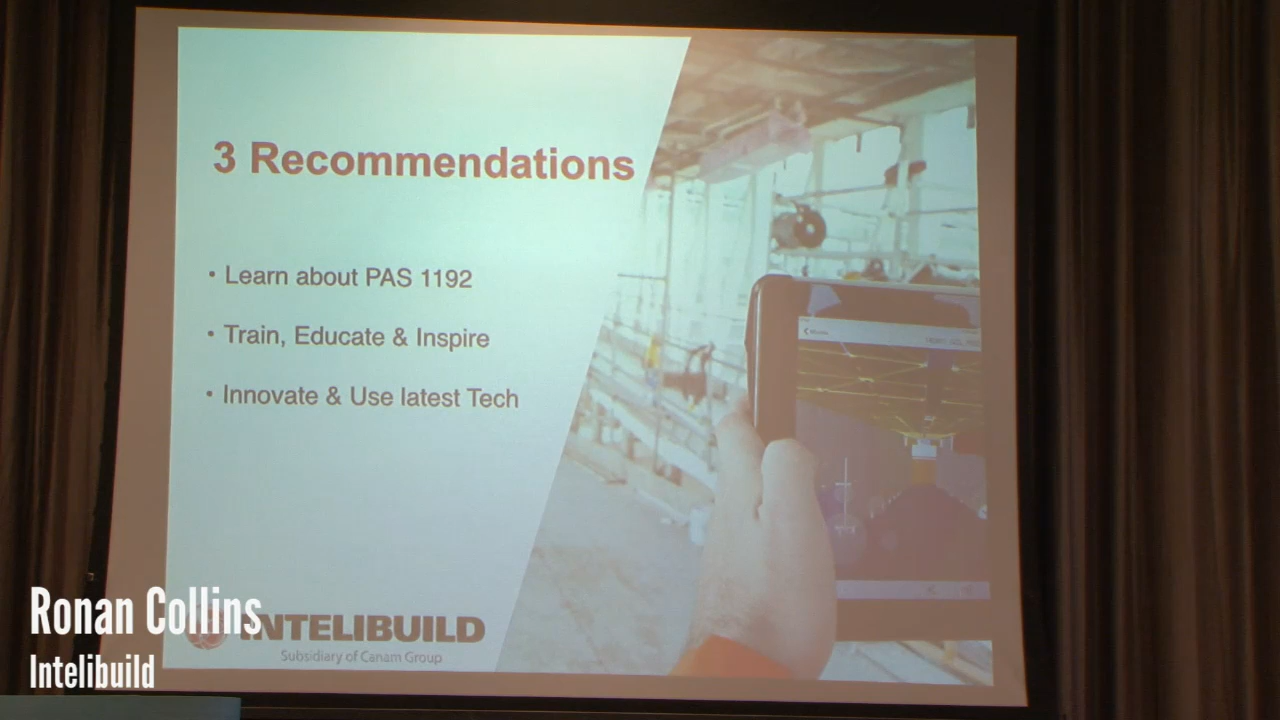 3 Recommendations
• Learn about PAS 1192
• Train, Educate & Inspire
• Innovate & Use latest Tech
INTELIBUILD
Subsidiary of Canam Group
Ronan Collins
Intelibuild